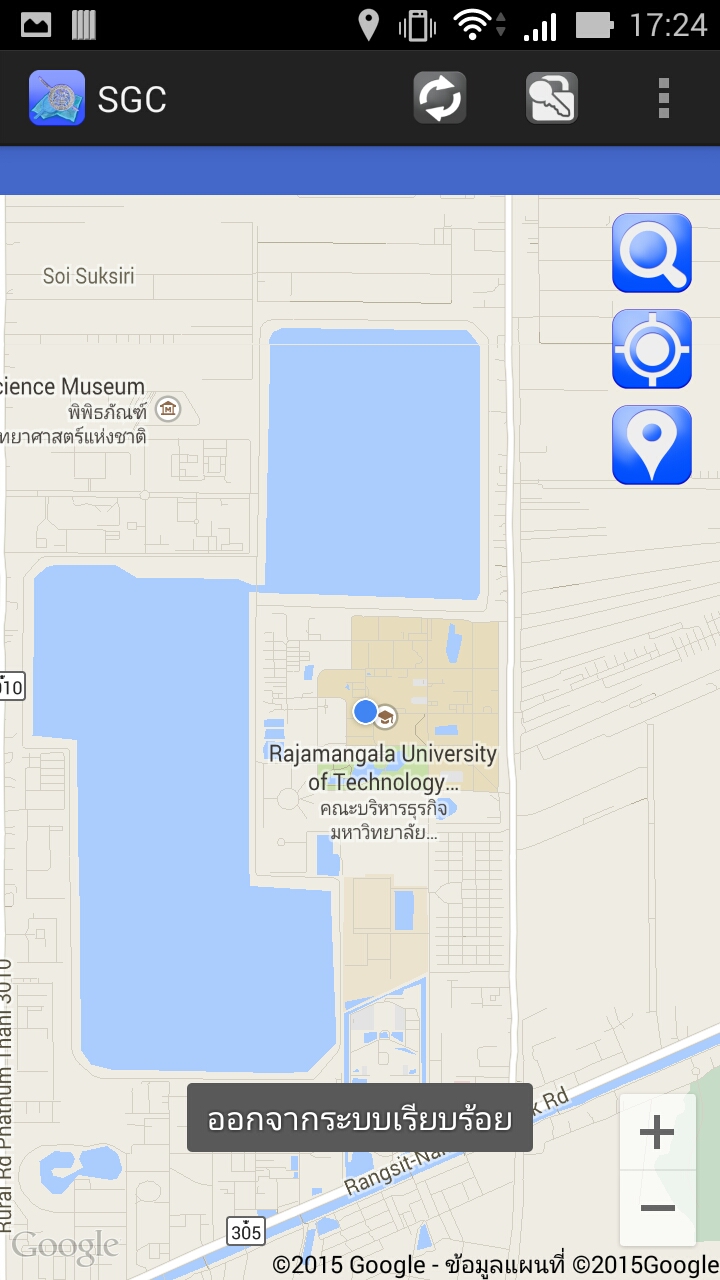 17:24
SGC
Soi Suksiri
cience Museum
พิพิธภัณฑ์
ทยาศาสตร์แห่งชาติ
010
Rajamangala University
of Technology...
คณะบริหารธุรกิจ
มหาวิทยาลัย...
Rural Rd Phathum Thani 3010
ออกจากระบบเรียบร้อย
k Rd
Rangsit-Na
+
−
305
Google
©2015 Google - ข้อมูลแผนที่ ©2015Google